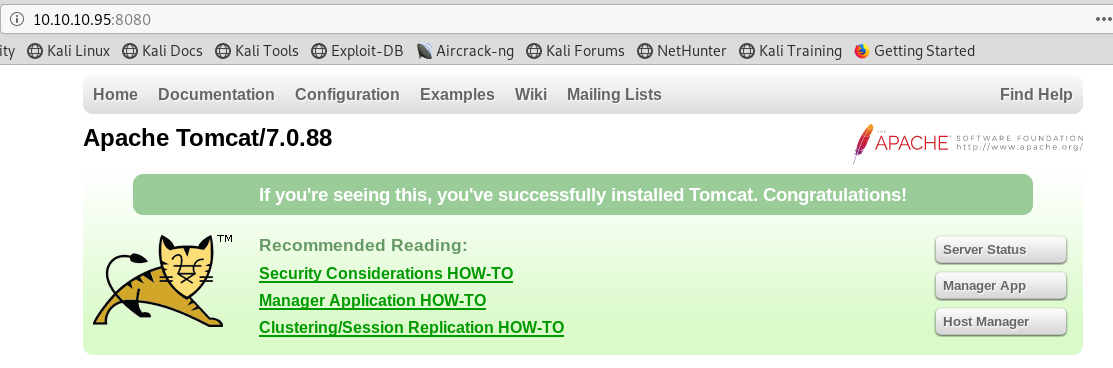 10.10.10.95:8080
ity Kali Linux Kali Docs Kali Tools Exploit-DB Aircrack-ng Kali Forums NetHunter Kali Training Getting Started
Home Documentation Configuration Examples Wiki Mailing Lists Find Help
Apache Tomcat/7.0.88
THE
APACHE SOFTWARE FOUNDATION
http://www.apache.org/
If you're seeing this, you've successfully installed Tomcat. Congratulations!
TM
Recommended Reading:
Security Considerations HOW-TO
Manager Application HOW-TO
Clustering/Session Replication HOW-TO
Server Status
Manager App
Host Manager